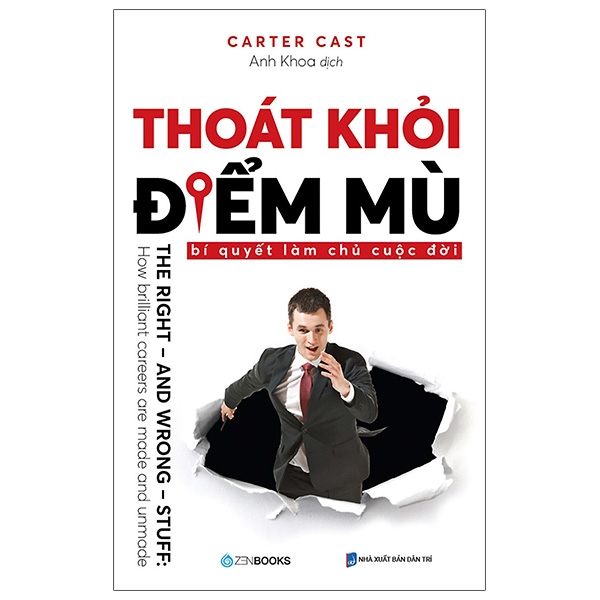 CARTER CAST
Anh Khoa dịch
THOÁT KHỎI
ĐIỂM MÙ
bí quyết làm chủ cuộc đời
THE RIGHT – AND WRONG – STUFF:
How brilliant careers are made and unmade
ZENBOOKS
NHÀ XUẤT BẢN DÂN TRÍ